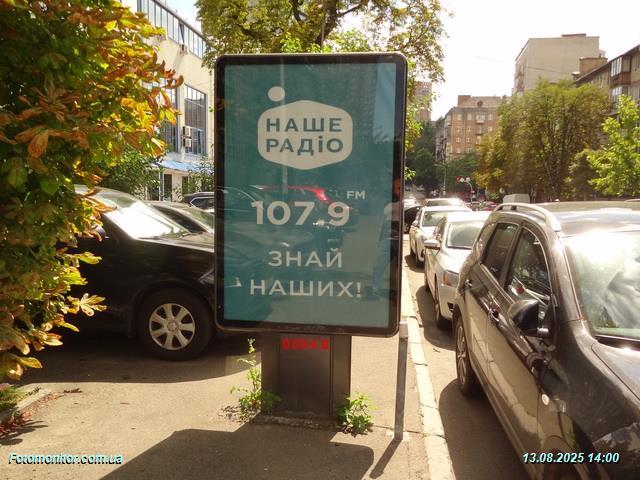 НАШЕ
РАДІО
107.9 FM
ЗНАЙ
НАШИХ!
Fotomonitor.com.ua
13.08.2025 14:00